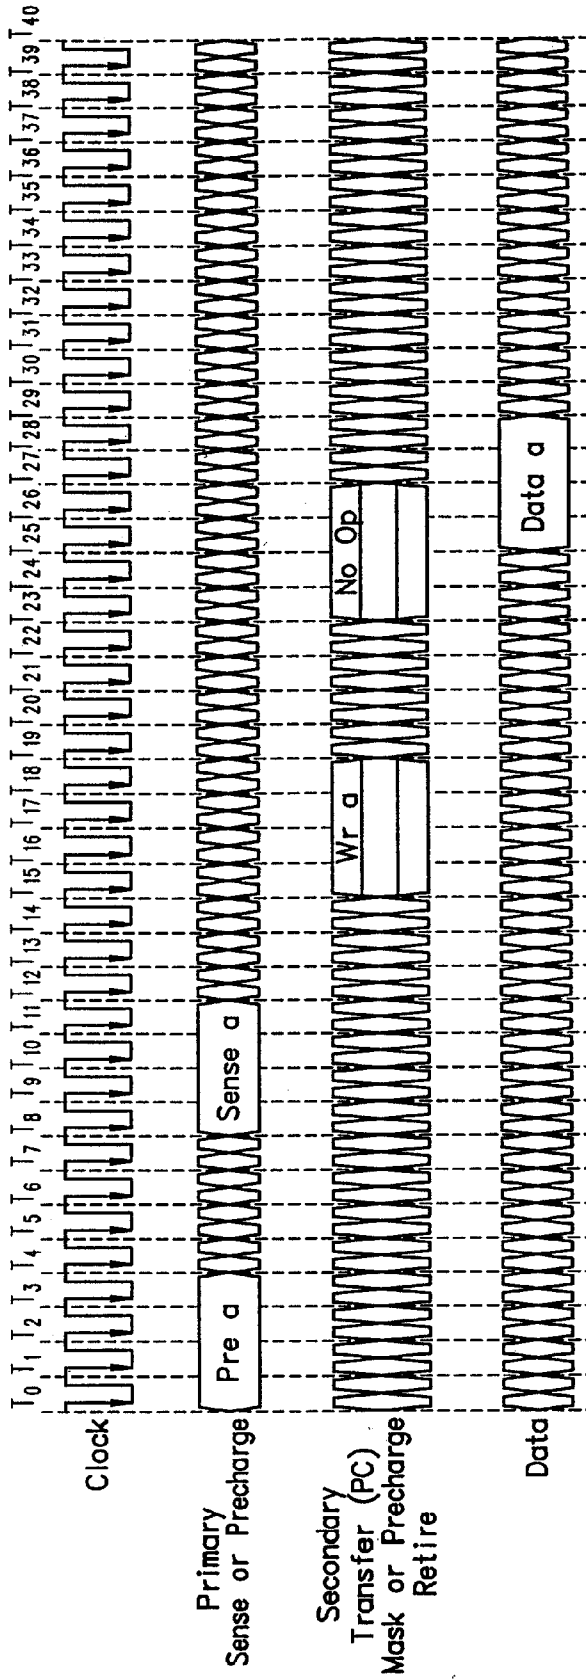 T0 T1 T2 T3 T4 T5 T6 T7 T8 T9 T10 T11 T12 T13 T14 T15 T16 T17 T18 T19 T20 T21 T22 T23 T24 T25 T26 T27 T28 T29 T30 T31 T32 T33 T34 T35 T36 T37 T38 T39 T40
Clock
Primary
Sense or Precharge
Pre a
Sense a
Secondary
Transfer (PC)
Mask or Precharge
Retire
Wr a
No Op
Data
Data a